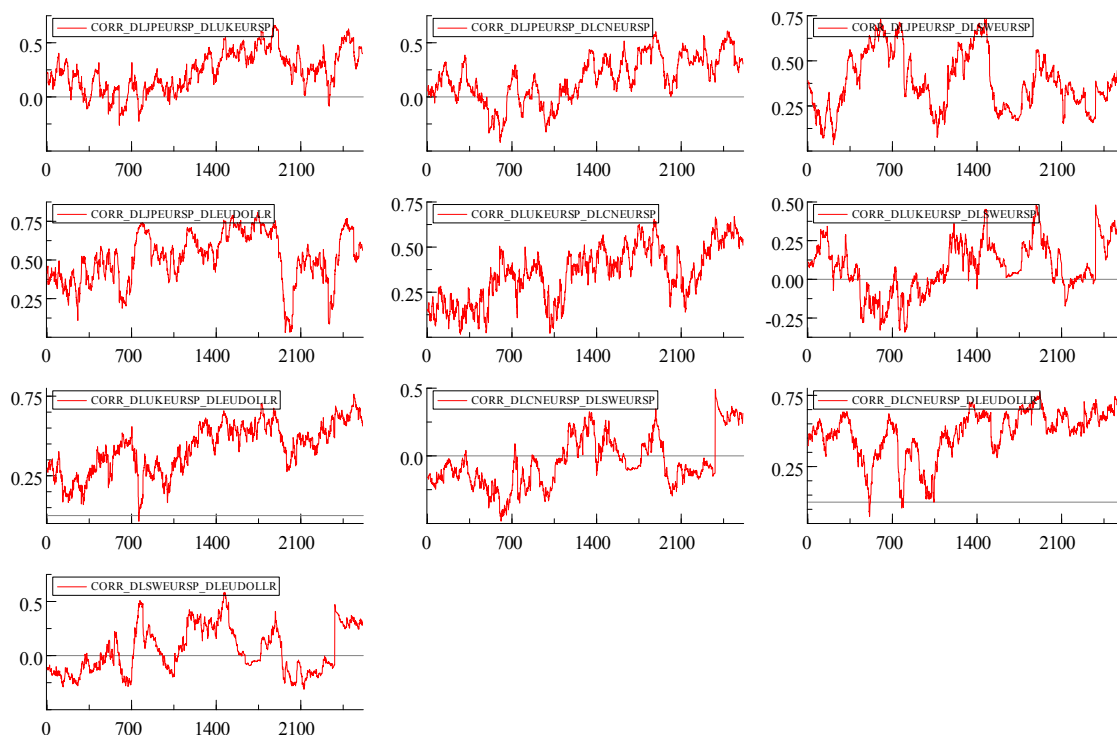 CORR_DLJPEURSP_DLUKEURSP
0.5
0.0
0 700 1400 2100
CORR_DLJPEURSP_DLCNEURSP
0.5
0.0
0 700 1400 2100
0.75
CORR_DLJPEURSP_DLSWEURSP
0.50
0.25
0 700 1400 2100
CORR_DLJPEURSP_DLEUDOLLR
0.75
0.50
0.25
0 700 1400 2100
0.75
CORR_DLUKEURSP_DLCNEURSP
0.50
0.25
0 700 1400 2100
0.50
CORR_DLUKEURSP_DLSWEURSP
0.25
0.00
-0.25
0 700 1400 2100
0.75
CORR_DLUKEURSP_DLEUDOLLR
0.25
0 700 1400 2100
0.5
CORR_DLCNEURSP_DLSWEURSP
0.0
0 700 1400 2100
0.75
CORR_DLCNEURSP_DLEUDOLLR
0.25
0 700 1400 2100
CORR_DLSWEURSP_DLEUDOLLR
0.5
0.0
0 700 1400 2100